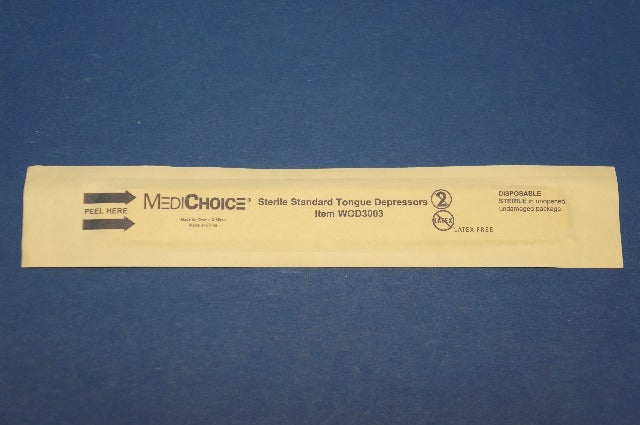 PEEL HERE
MEDICHOICE®
Made for Owens & Minor
Made in China
Sterile Standard Tongue Depressors
Item WOD3003
2
LATEX
LATEX FREE
DISPOSABLE
STERILE in unopened,
undamaged package.